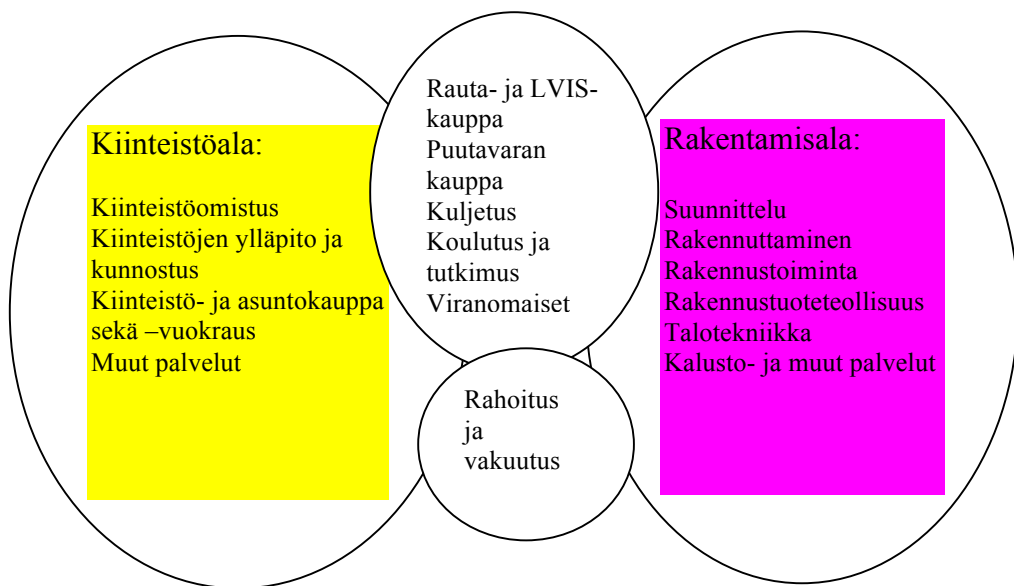 Kiinteistöala:
Kiinteistöomistus
Kiinteistöjen ylläpito ja
kunnostus
Kiinteistö- ja asuntokauppa
sekä –vuokraus
Muut palvelut
Rauta- ja LVIS-
kauppa
Puutavaran
kauppa
Kuljetus
Koulutus ja
tutkimus
Viranomaiset
Rahoitus
ja
vakuutus
Rakentamisala:
Suunnittelu
Rakennuttaminen
Rakennustoiminta
Rakennustuoteteollisuus
Talotekniikka
Kalusto- ja muut palvelut